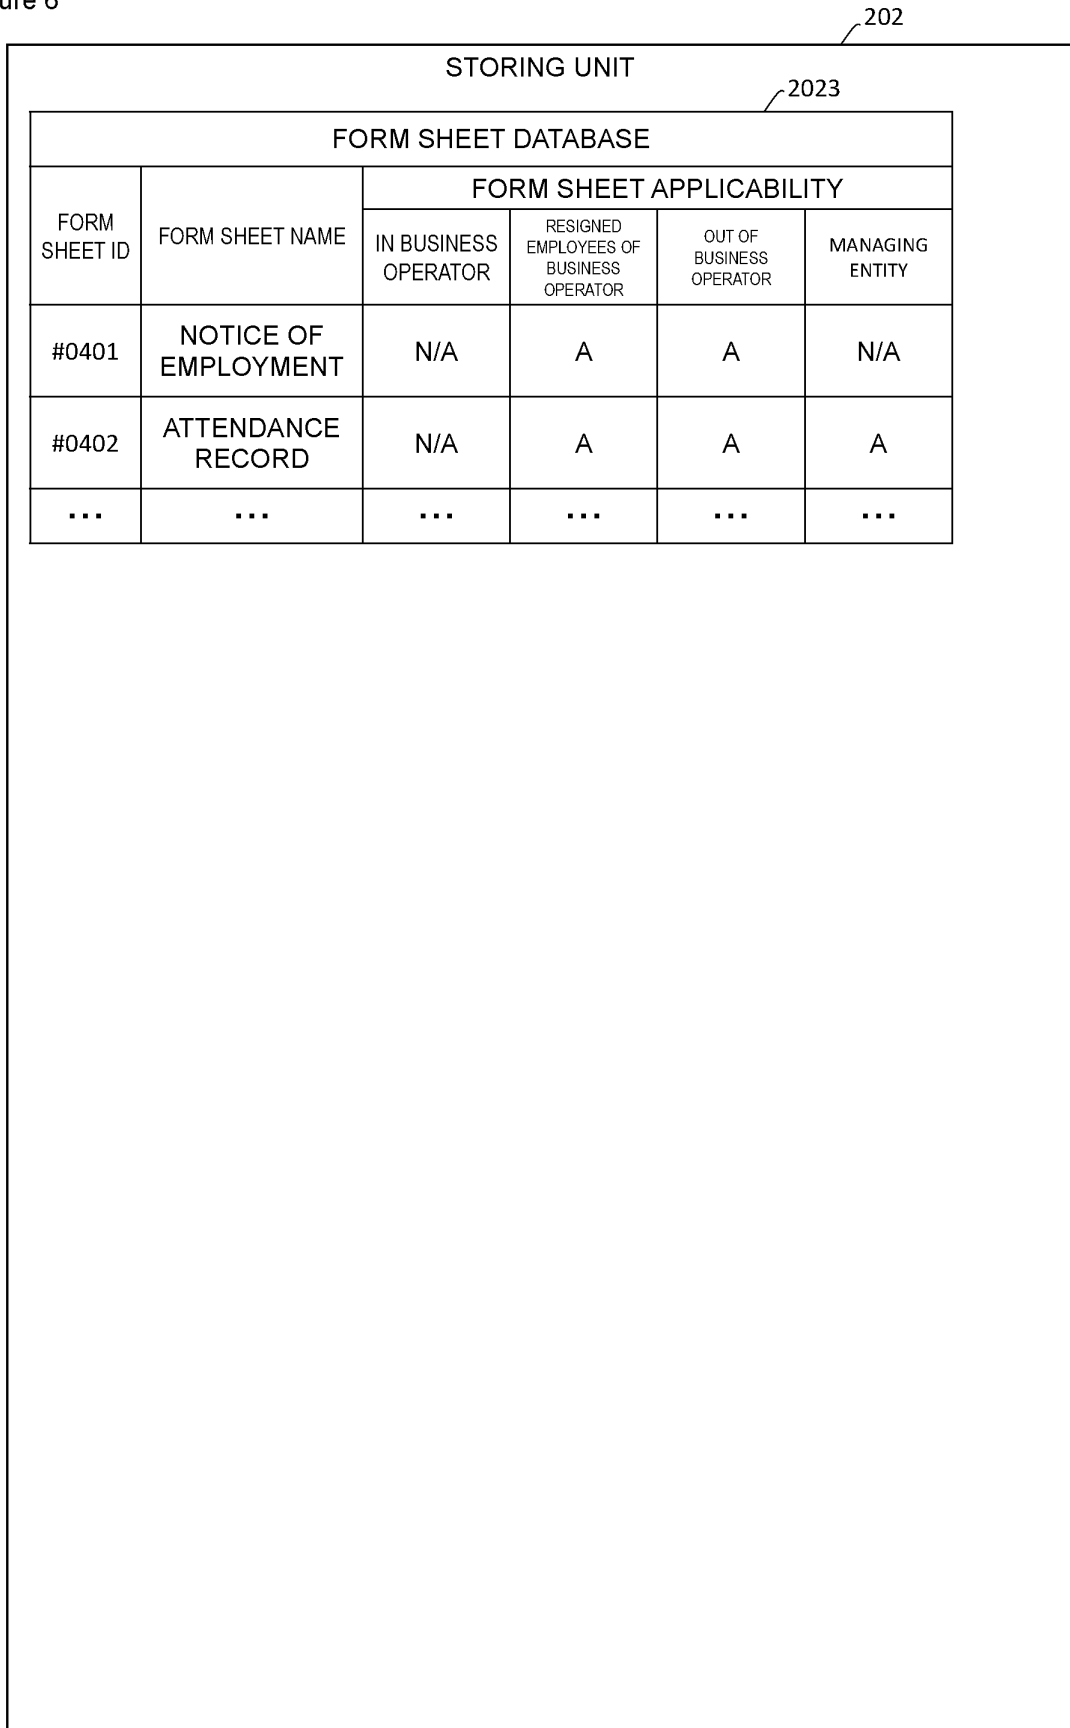 ure 6
202
STORING UNIT
2023
FORM SHEET DATABASE
FORM SHEET APPLICABILITY
FORM
SHEET ID
FORM SHEET NAME
IN BUSINESS
OPERATOR
RESIGNED
EMPLOYEES OF
BUSINESS
OPERATOR
OUT OF
BUSINESS
OPERATOR
MANAGING
ENTITY
#0401
NOTICE OF
EMPLOYMENT
N/A
A
A
N/A
#0402
ATTENDANCE
RECORD
N/A
A
A
A
...
...
...
...
...
...